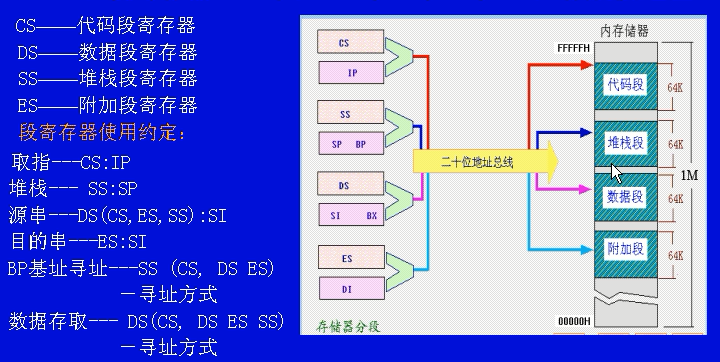 CS——代码段寄存器
DS——数据段寄存器
SS——堆栈段寄存器
ES——附加段寄存器
段寄存器使用约定：
取指---CS:IP
堆栈--- SS:SP
源串---DS(CS,ES,SS):SI
目的串---ES:SI
BP基址寻址---SS (CS, DS ES)
—寻址方式
数据存取--- DS(CS, DS ES SS)
—寻址方式
CS
IP
SS
SP BP
DS
SI BX
ES
DI
存储器分段
二十位地址总线
内存储器
FFFFFH
代码段
64K
堆栈段
64K
1M
数据段
64K
附加段
64K
00000H